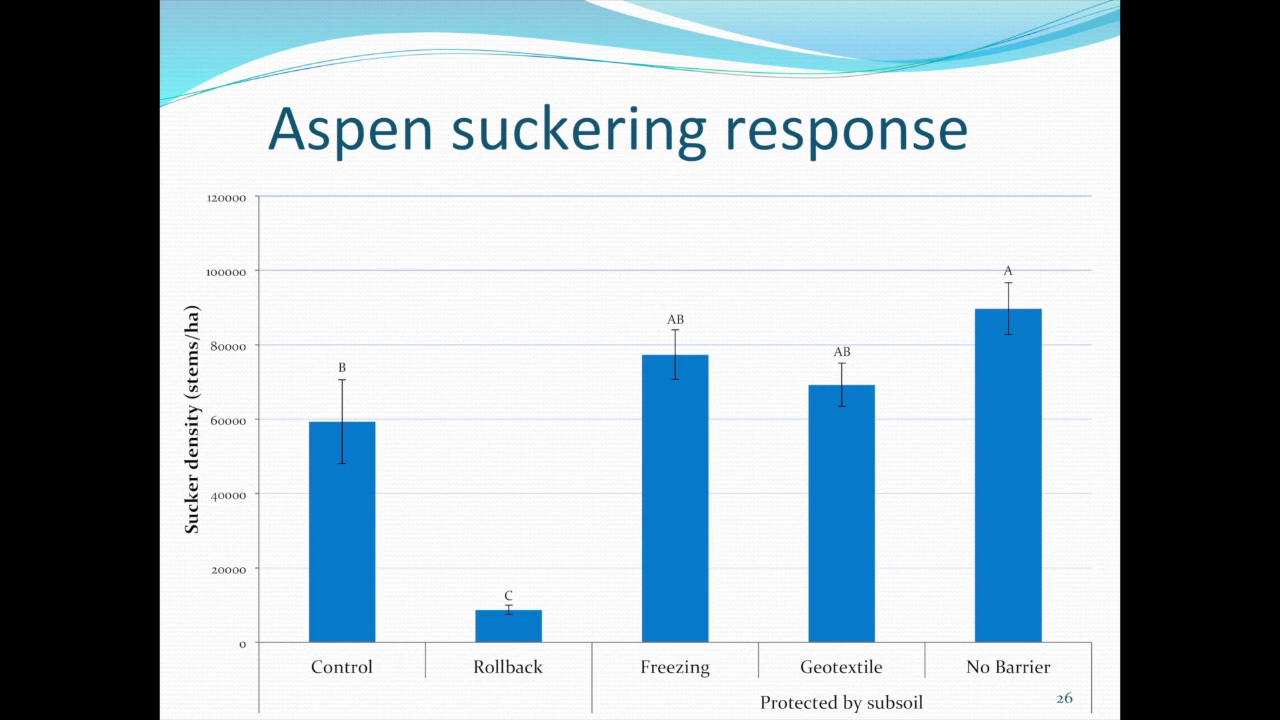 Aspen suckering response
120000
100000
80000
60000
40000
20000
0
Sucker density (stems/ha)
B
C
AB
AB
A
Control Rollback Freezing Geotextile No Barrier
Protected by subsoil
26